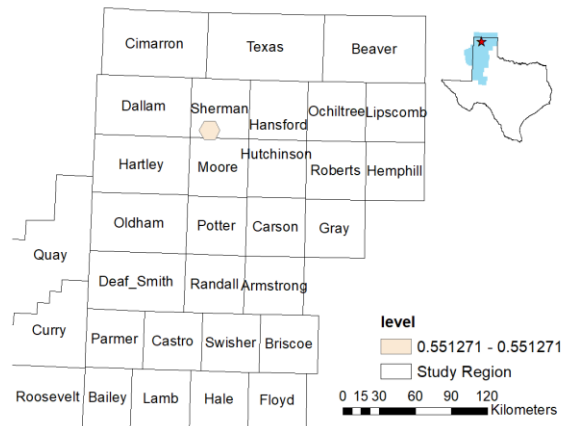 Cimarron Texas Beaver
Dallam Sherman Hansford Ochiltree Lipscomb
Hartley Moore Hutchinson Roberts Hemphill
Oldham Potter Carson Gray
Quay
Deaf_Smith Randall Armstrong
Curry Parmer Castro Swisher Briscoe
Roosevelt Bailey Lamb Hale Floyd
level
0.551271 - 0.551271
Study Region
0 15 30 60 90 120
Kilometers